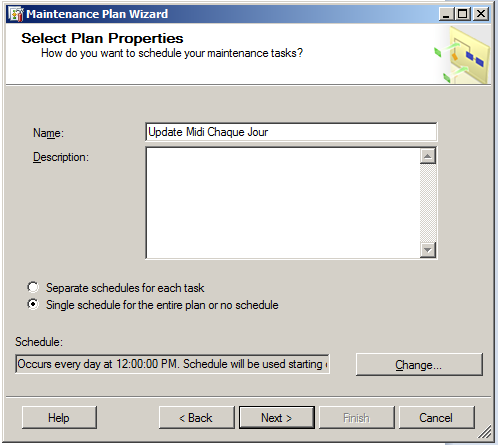 Maintenance Plan Wizard
Select Plan Properties
How do you want to schedule your maintenance tasks?
Name:
Update Midi Chaque Jour
Description:
Separate schedules for each task
Single schedule for the entire plan or no schedule
Schedule:
Occurs every day at 12:00:00 PM. Schedule will be used starting
Change...
Help
< Back
Next >
Finish
Cancel